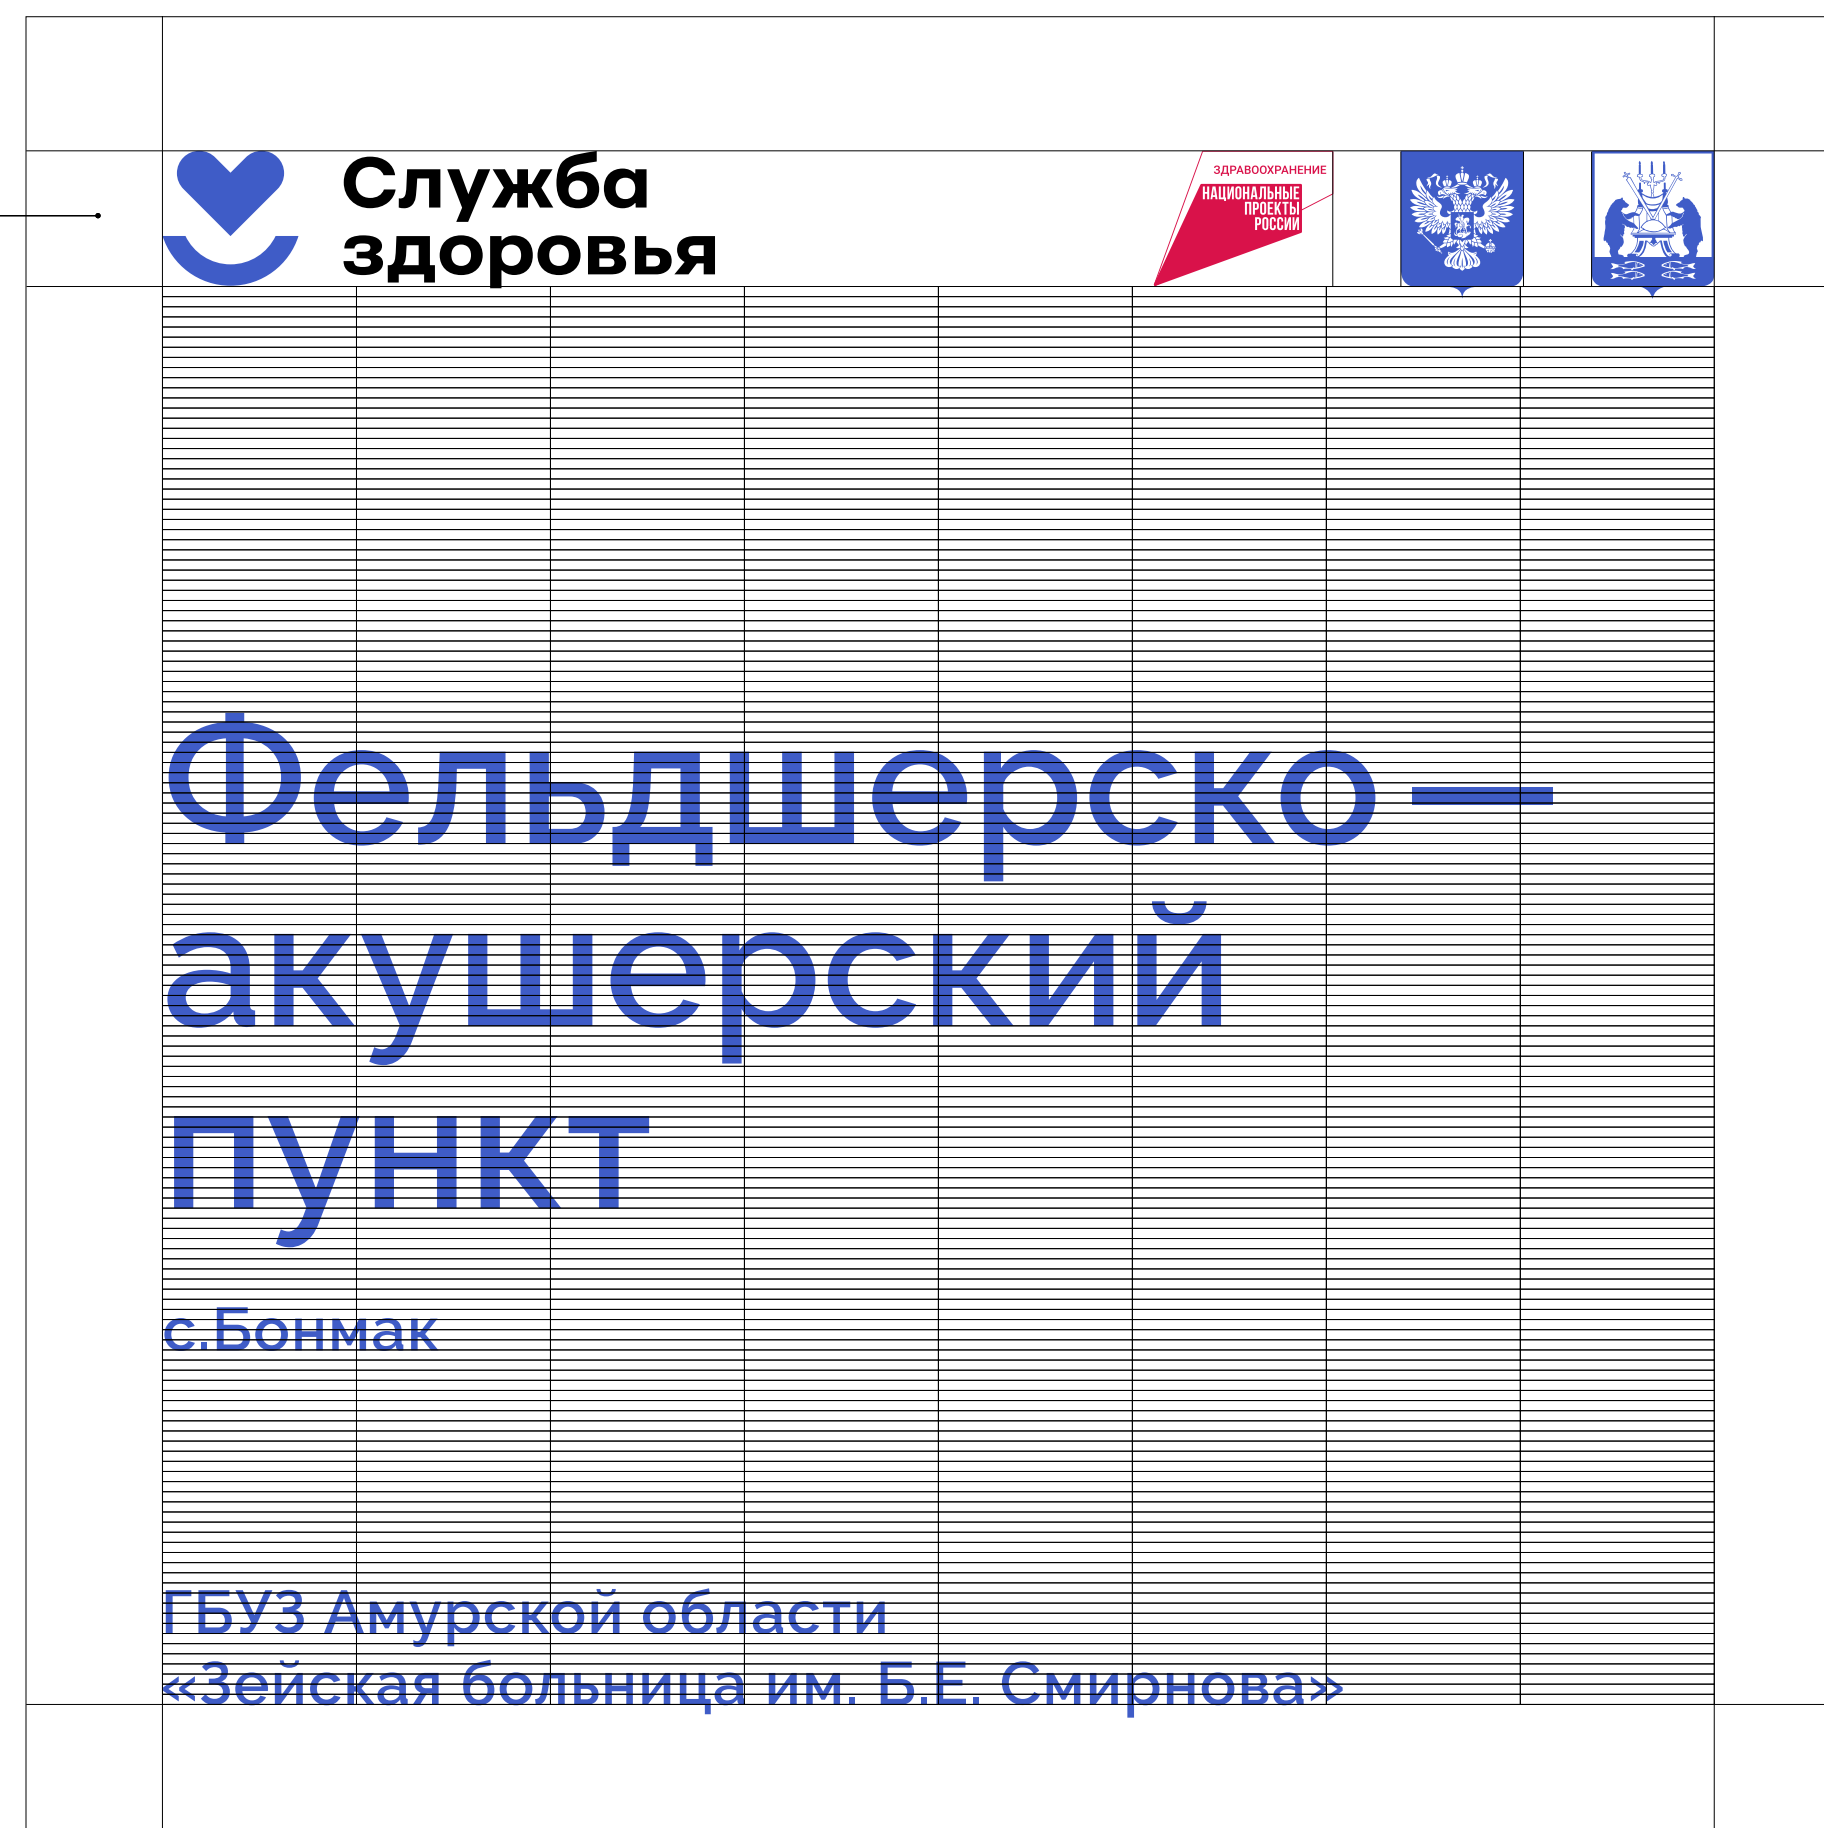 Служба
здоровья
ЗДРАВООХРАНЕНИЕ
НАЦИОНАЛЬНЫЕ
ПРОЕКТЫ
РОССИИ
Фельдшерско —
акушерский
пункт
с.Бонмак
ГБУЗ Амурской области
«Зейская больница им. Б.Е. Смирнова»